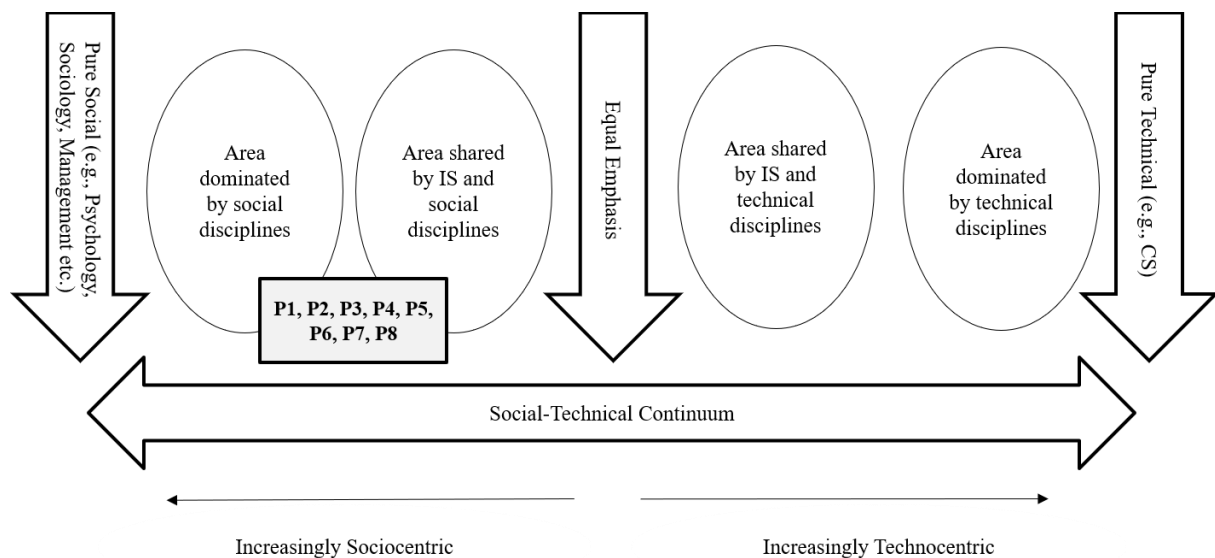 Pure Social (e.g., Psychology,
Sociology, Management etc.)
Area
dominated
by social
disciplines
Area shared
by IS and
social
disciplines
Equal Emphasis
Area shared
by IS and
technical
disciplines
Area
dominated
by technical
disciplines
Pure Technical (e.g., CS)
P1, P2, P3, P4, P5,
P6, P7, P8
Social-Technical Continuum
Increasingly Sociocentric
Increasingly Technocentric